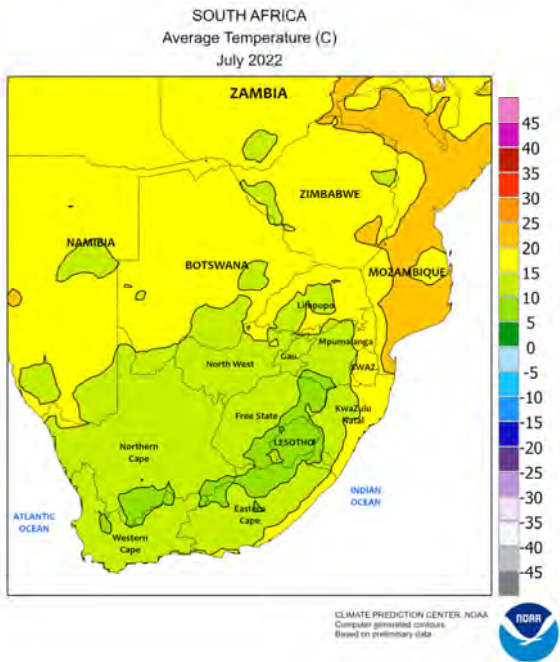 SOUTH AFRICA
Average Temperature (C)
July 2022
ZAMBIA
ZIMBABWE
NAMIBIA
BOTSWANA
MOZAMBIQUE
Limpopo
Mpumalanga
North West
Gau.
SWAZ.
Free State
KwaZulu
Natal
LESOTHO
Northern
Cape
Eastern
Cape
Western
Cape
ATLANTIC
OCEAN
INDIAN
OCEAN
45
40
35
30
25
20
15
10
5
0
-5
-10
-15
-20
-25
-30
-35
-40
-45
CLIMATE PREDICTION CENTER, NOAA
Computer generated contours
Based on preliminary data
NOAA